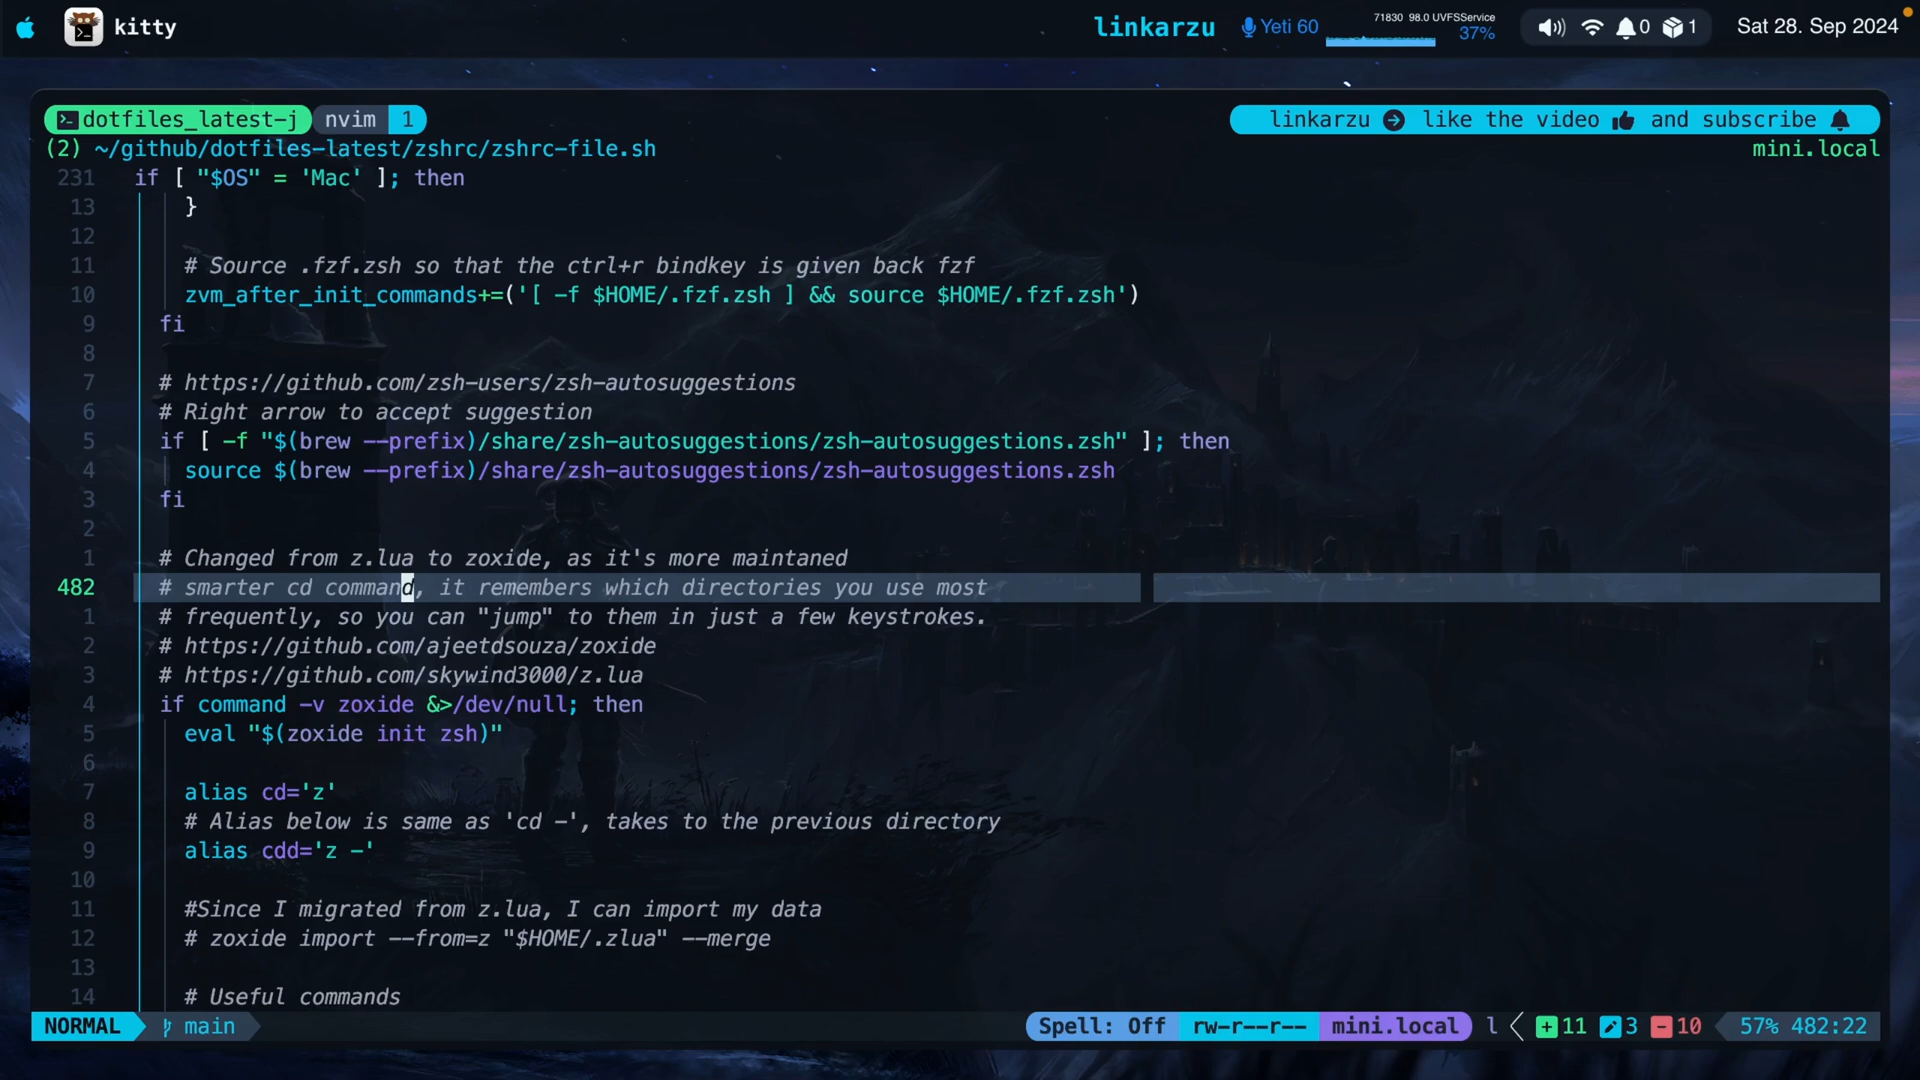 kitty
linkarzu
Yeti 60
71830 98.0 UVFSService
37%
0
1
Sat 28. Sep 2024
dotfiles_latest-j nvim 1
linkarzu like the video and subscribe
(2) ~/github/dotfiles-latest/zshrc/zshrc-file.sh
mini.local
231 if [ "$OS" = 'Mac' ]; then
13 }
12
11 # Source .fzf.zsh so that the ctrl+r bindkey is given back fzf
10 zvm_after_init_commands+=('[ -f $HOME/.fzf.zsh ] && source $HOME/.fzf.zsh')
9 fi
8
7 # https://github.com/zsh-users/zsh-autosuggestions
6 # Right arrow to accept suggestion
5 if [ -f "$(brew --prefix)/share/zsh-autosuggestions/zsh-autosuggestions.zsh" ]; then
4 source $(brew --prefix)/share/zsh-autosuggestions/zsh-autosuggestions.zsh
3 fi
2
1 # Changed from z.lua to zoxide, as it's more maintaned
482 # smarter cd command, it remembers which directories you use most
1 # frequently, so you can "jump" to them in just a few keystrokes.
2 # https://github.com/ajeetdsouza/zoxide
3 # https://github.com/skywind3000/z.lua
4 if command -v zoxide &>/dev/null; then
5 eval "$(zoxide init zsh)"
6
7 alias cd='z'
8 # Alias below is same as 'cd -', takes to the previous directory
9 alias cdd='z -'
10
11 #Since I migrated from z.lua, I can import my data
12 # zoxide import --from=z "$HOME/.zlua" --merge
13
14 # Useful commands
NORMAL main
Spell: Off rw-r--r-- mini.local l 11 3 10 57% 482:22